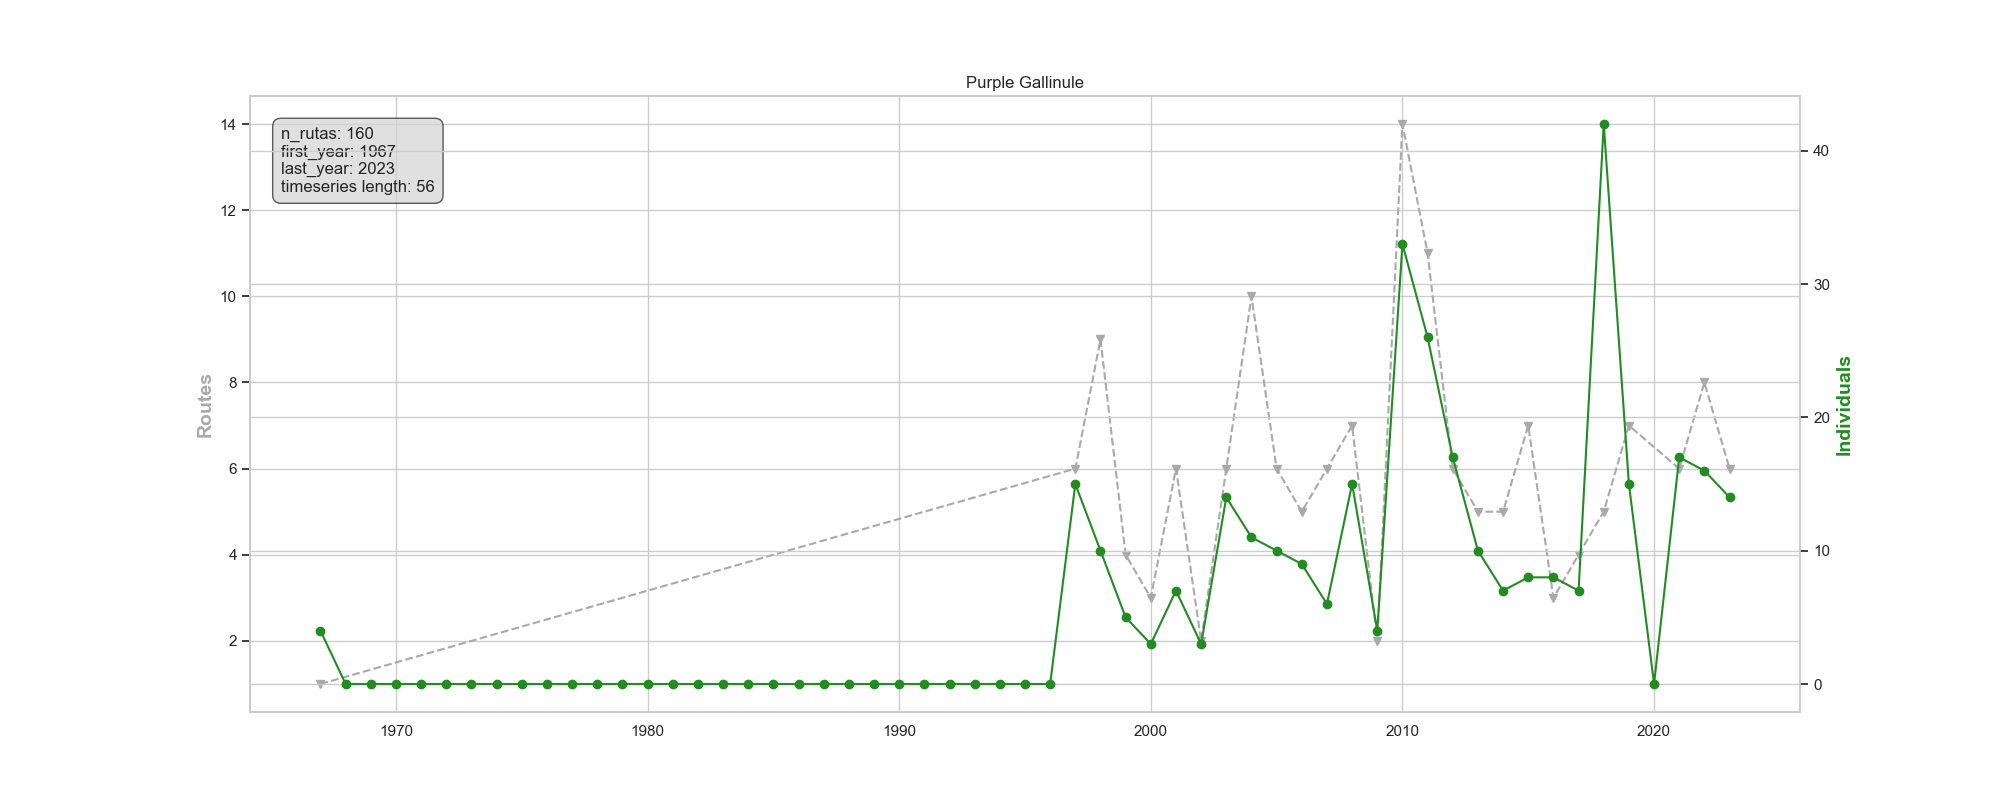 Purple Gallinule
n_rutas: 160
first_year: 1967
last_year: 2023
timeseries length: 56
14
12
10
8
6
4
2
Routes
40
30
20
10
0
Individuals
1970
1980
1990
2000
2010
2020